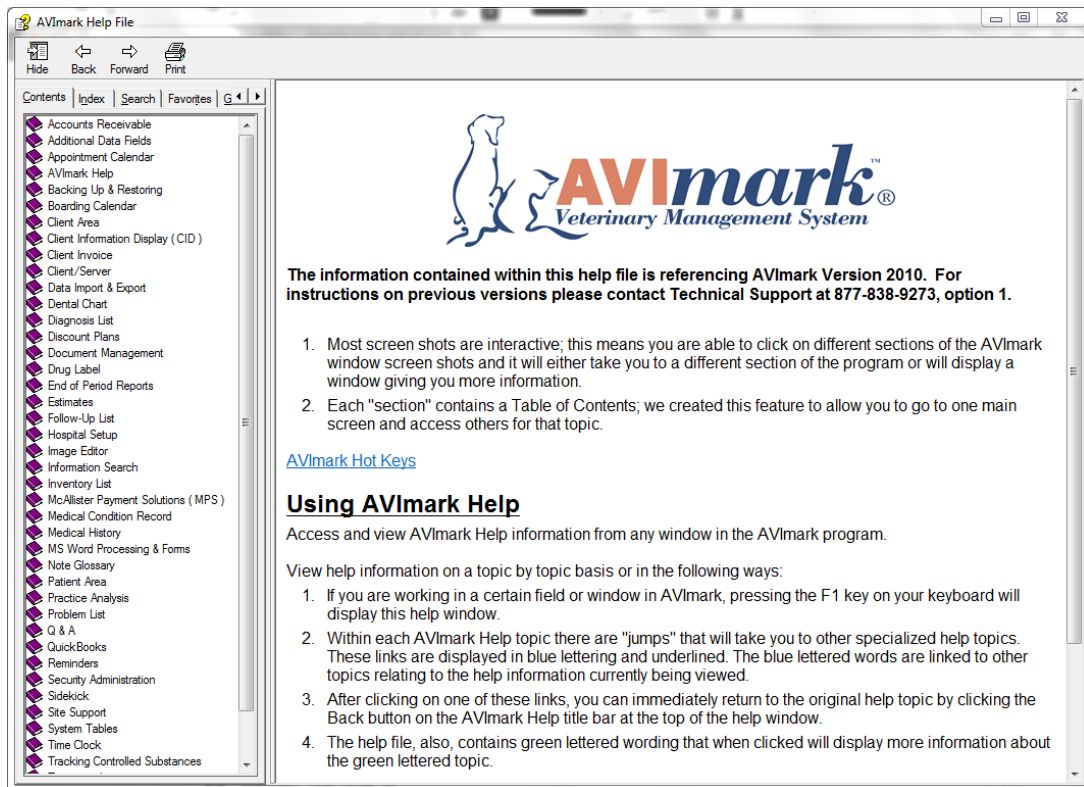 AVImark Help File
Hide Back Forward Print
Contents Index Search Favorites G
Accounts Receivable
Additional Data Fields
Appointment Calendar
AVImark Help
Backing Up & Restoring
Boarding Calendar
Client Area
Client Information Display ( CID )
Client Invoice
Client/Server
Data Import & Export
Dental Chart
Diagnosis List
Discount Plans
Document Management
Drug Label
End of Period Reports
Estimates
Follow-Up List
Hospital Setup
Image Editor
Information Search
Inventory List
McAllister Payment Solutions ( MPS )
Medical Condition Record
Medical History
MS Word Processing & Forms
Note Glossary
Patient Area
Practice Analysis
Problem List
Q & A
QuickBooks
Reminders
Security Administration
Sidekick
Site Support
System Tables
Time Clock
Tracking Controlled Substances
AVImark™®
Veterinary Management System
The information contained within this help file is referencing AVImark Version 2010. For
instructions on previous versions please contact Technical Support at 877-838-9273, option 1.
1. Most screen shots are interactive; this means you are able to click on different sections of the AVImark
window screen shots and it will either take you to a different section of the program or will display a
window giving you more information.
2. Each "section" contains a Table of Contents; we created this feature to allow you to go to one main
screen and access others for that topic.
AVImark Hot Keys
Using AVImark Help
Access and view AVImark Help information from any window in the AVImark program.
View help information on a topic by topic basis or in the following ways:
1. If you are working in a certain field or window in AVImark, pressing the F1 key on your keyboard will
display this help window.
2. Within each AVImark Help topic there are "jumps" that will take you to other specialized help topics.
These links are displayed in blue lettering and underlined. The blue lettered words are linked to other
topics relating to the help information currently being viewed.
3. After clicking on one of these links, you can immediately return to the original help topic by clicking the
Back button on the AVImark Help title bar at the top of the help window.
4. The help file, also, contains green lettered wording that when clicked will display more information about
the green lettered topic.